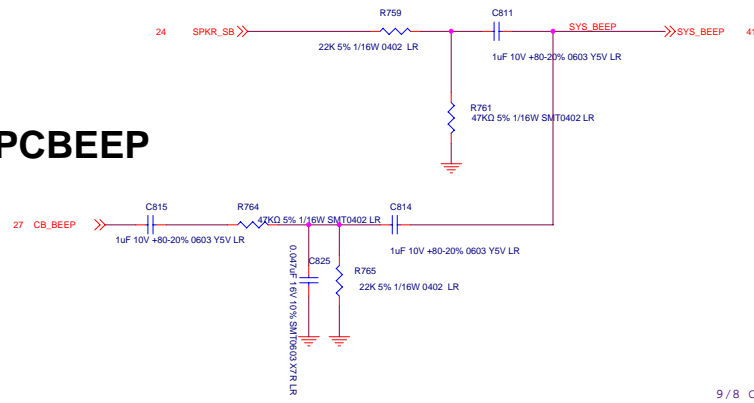 R759
C811
24 SPKR_SB
SYS_BEEP
SYS_BEEP 41
22K 5% 1/16W 0402 LR
1uF 10V +80-20% 0603 Y5V LR
R761
47KΩ 5% 1/16W SMT0402 LR
PCBEEP
C815
R764
C814
27 CB_BEEP
47KΩ 5% 1/16W SMT0402 LR
1uF 10V +80-20% 0603 Y5V LR
1uF 10V +80-20% 0603 Y5V LR
C825
R765
22K 5% 1/16W 0402 LR
0.047uF 16V 10% SMT0603 X7R LR
9/8 C